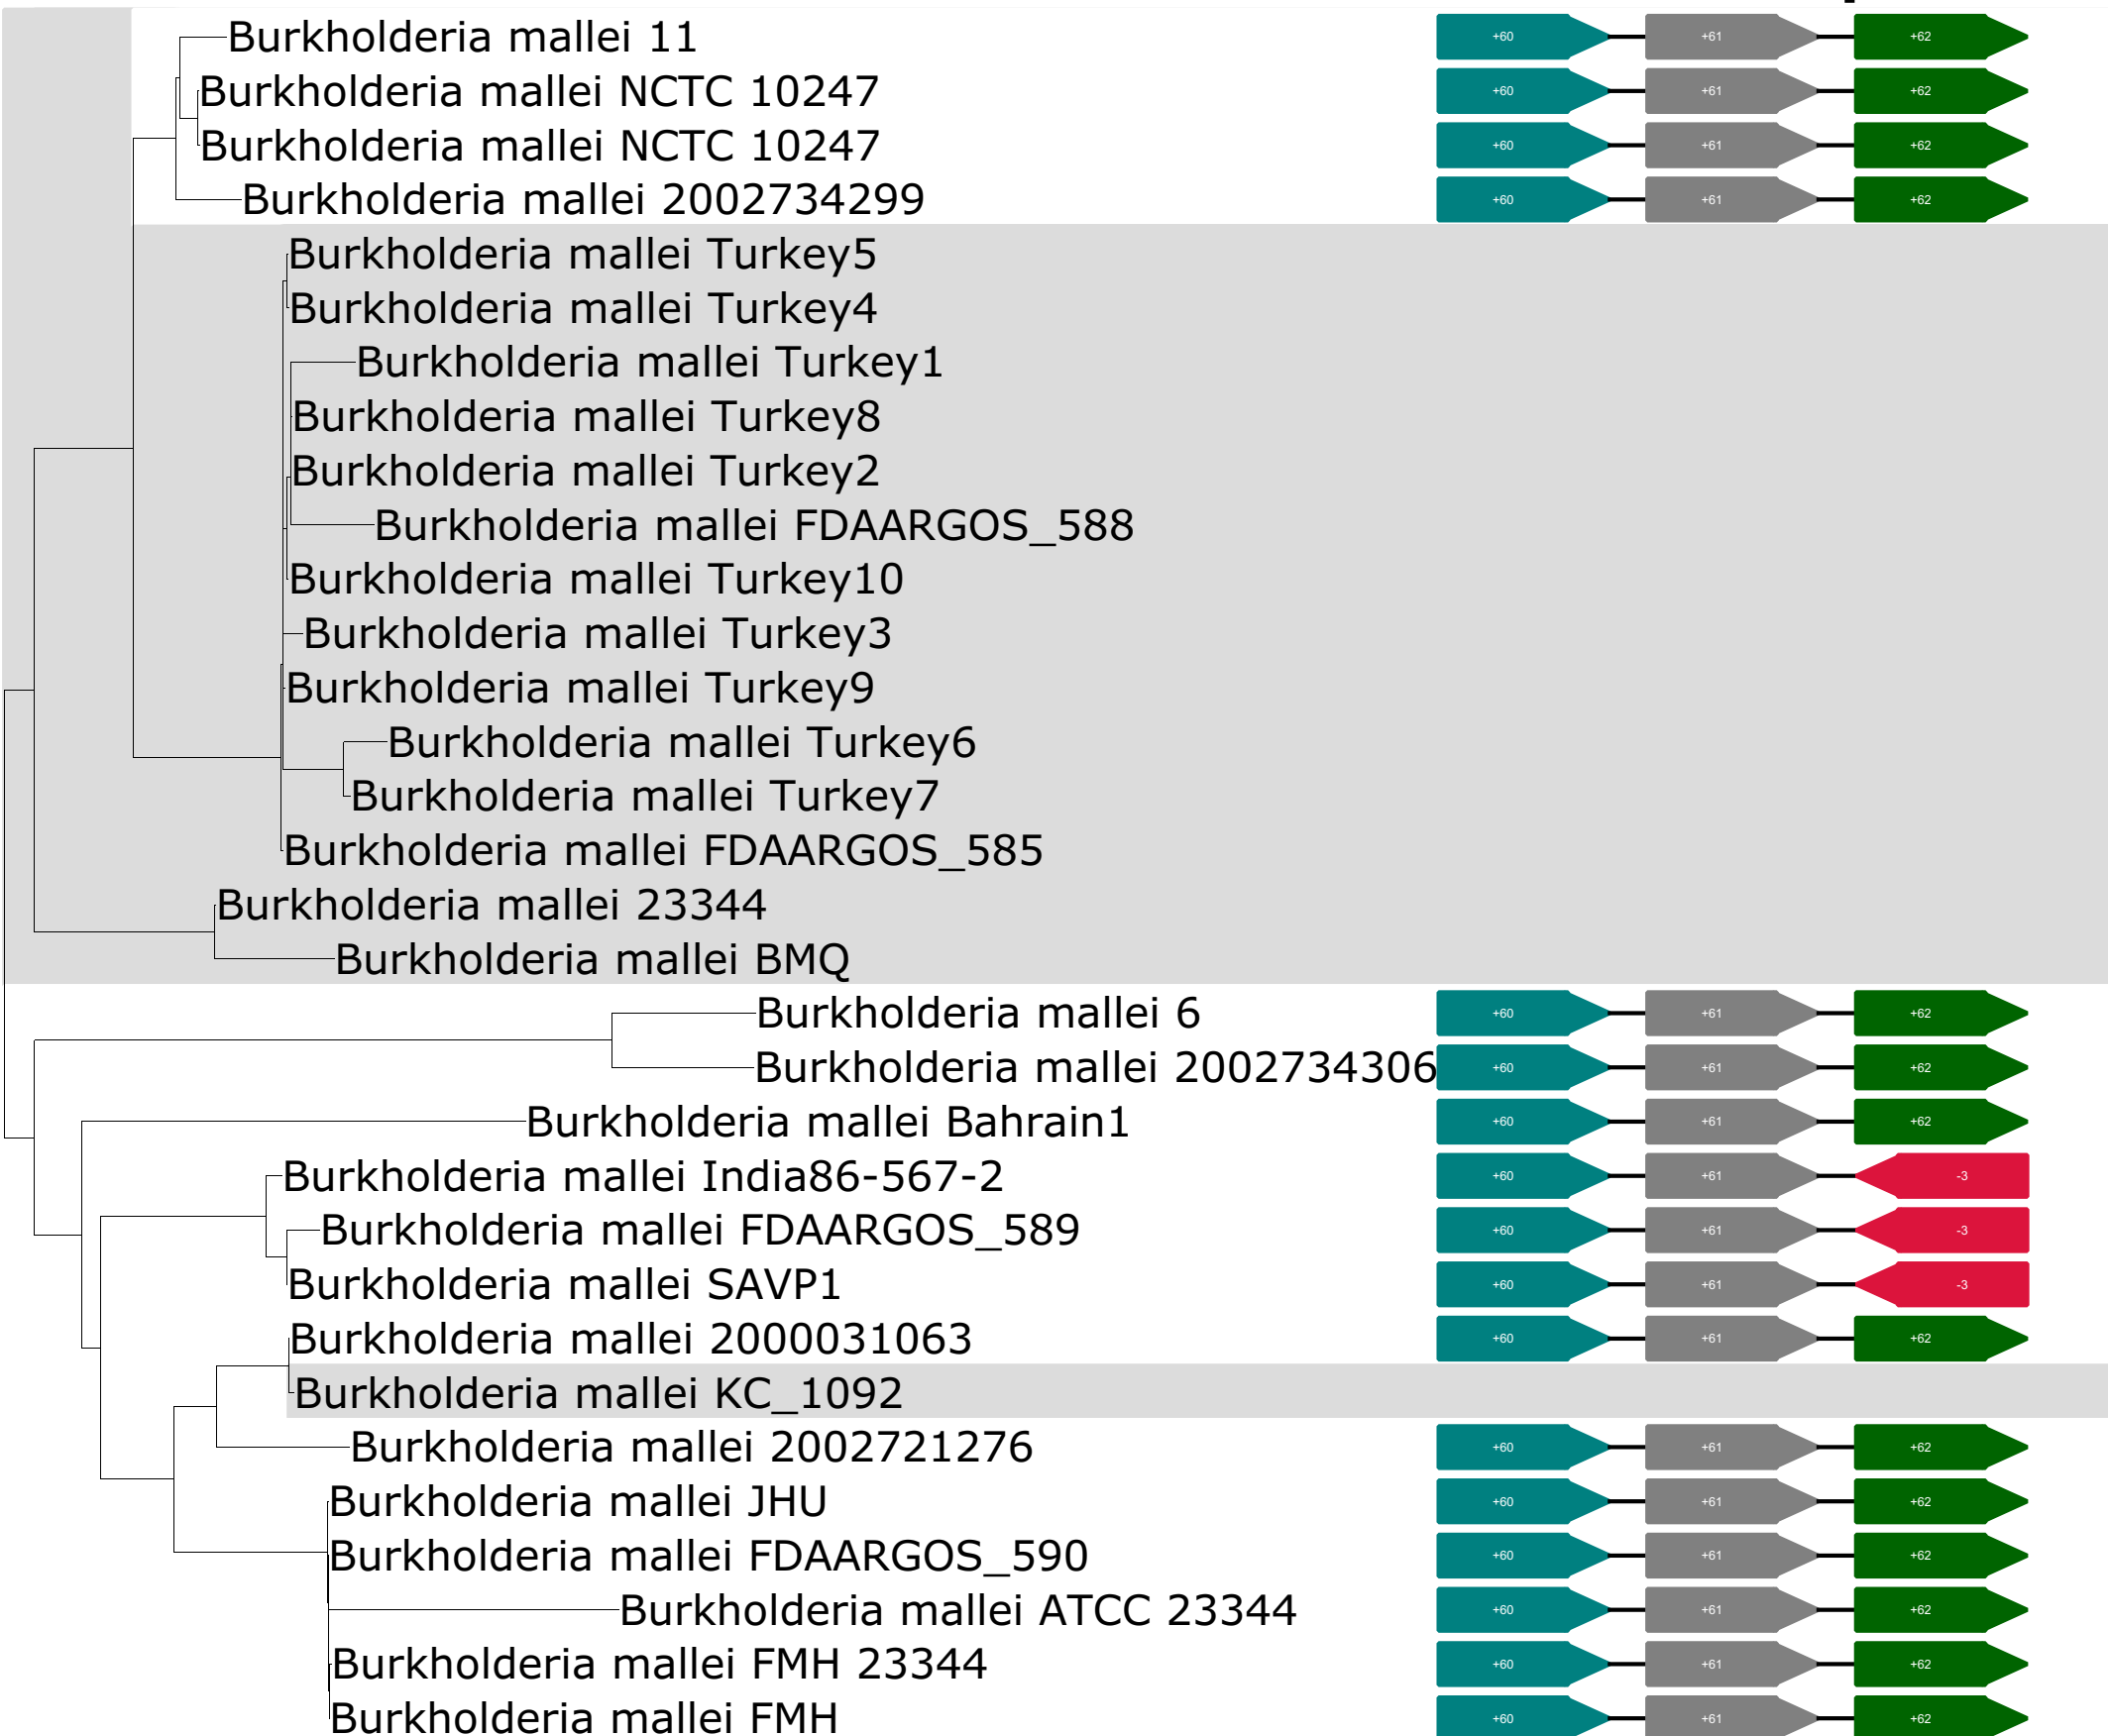 Burkholderia mallei 11 +60 +61 +62
Burkholderia mallei NCTC 10247 +60 +61 +62
Burkholderia mallei NCTC 10247 +60 +61 +62
Burkholderia mallei 2002734299 +60 +61 +62
Burkholderia mallei Turkey5
Burkholderia mallei Turkey4
Burkholderia mallei Turkey1
Burkholderia mallei Turkey8
Burkholderia mallei Turkey2
Burkholderia mallei FDAARGOS_588
Burkholderia mallei Turkey10
Burkholderia mallei Turkey3
Burkholderia mallei Turkey9
Burkholderia mallei Turkey6
Burkholderia mallei Turkey7
Burkholderia mallei FDAARGOS_585
Burkholderia mallei 23344
Burkholderia mallei BMQ
Burkholderia mallei 6 +60 +61 +62
Burkholderia mallei 2002734306 +60 +61 +62
Burkholderia mallei Bahrain1 +60 +61 +62
Burkholderia mallei India86-567-2 +60 +61 -3
Burkholderia mallei FDAARGOS_589 +60 +61 -3
Burkholderia mallei SAVP1 +60 +61 -3
Burkholderia mallei 2000031063 +60 +61 +62
Burkholderia mallei KC_1092
Burkholderia mallei 2002721276 +60 +61 +62
Burkholderia mallei JHU +60 +61 +62
Burkholderia mallei FDAARGOS_590 +60 +61 +62
Burkholderia mallei ATCC 23344 +60 +61 +62
Burkholderia mallei FMH 23344 +60 +61 +62
Burkholderia mallei FMH +60 +61 +62